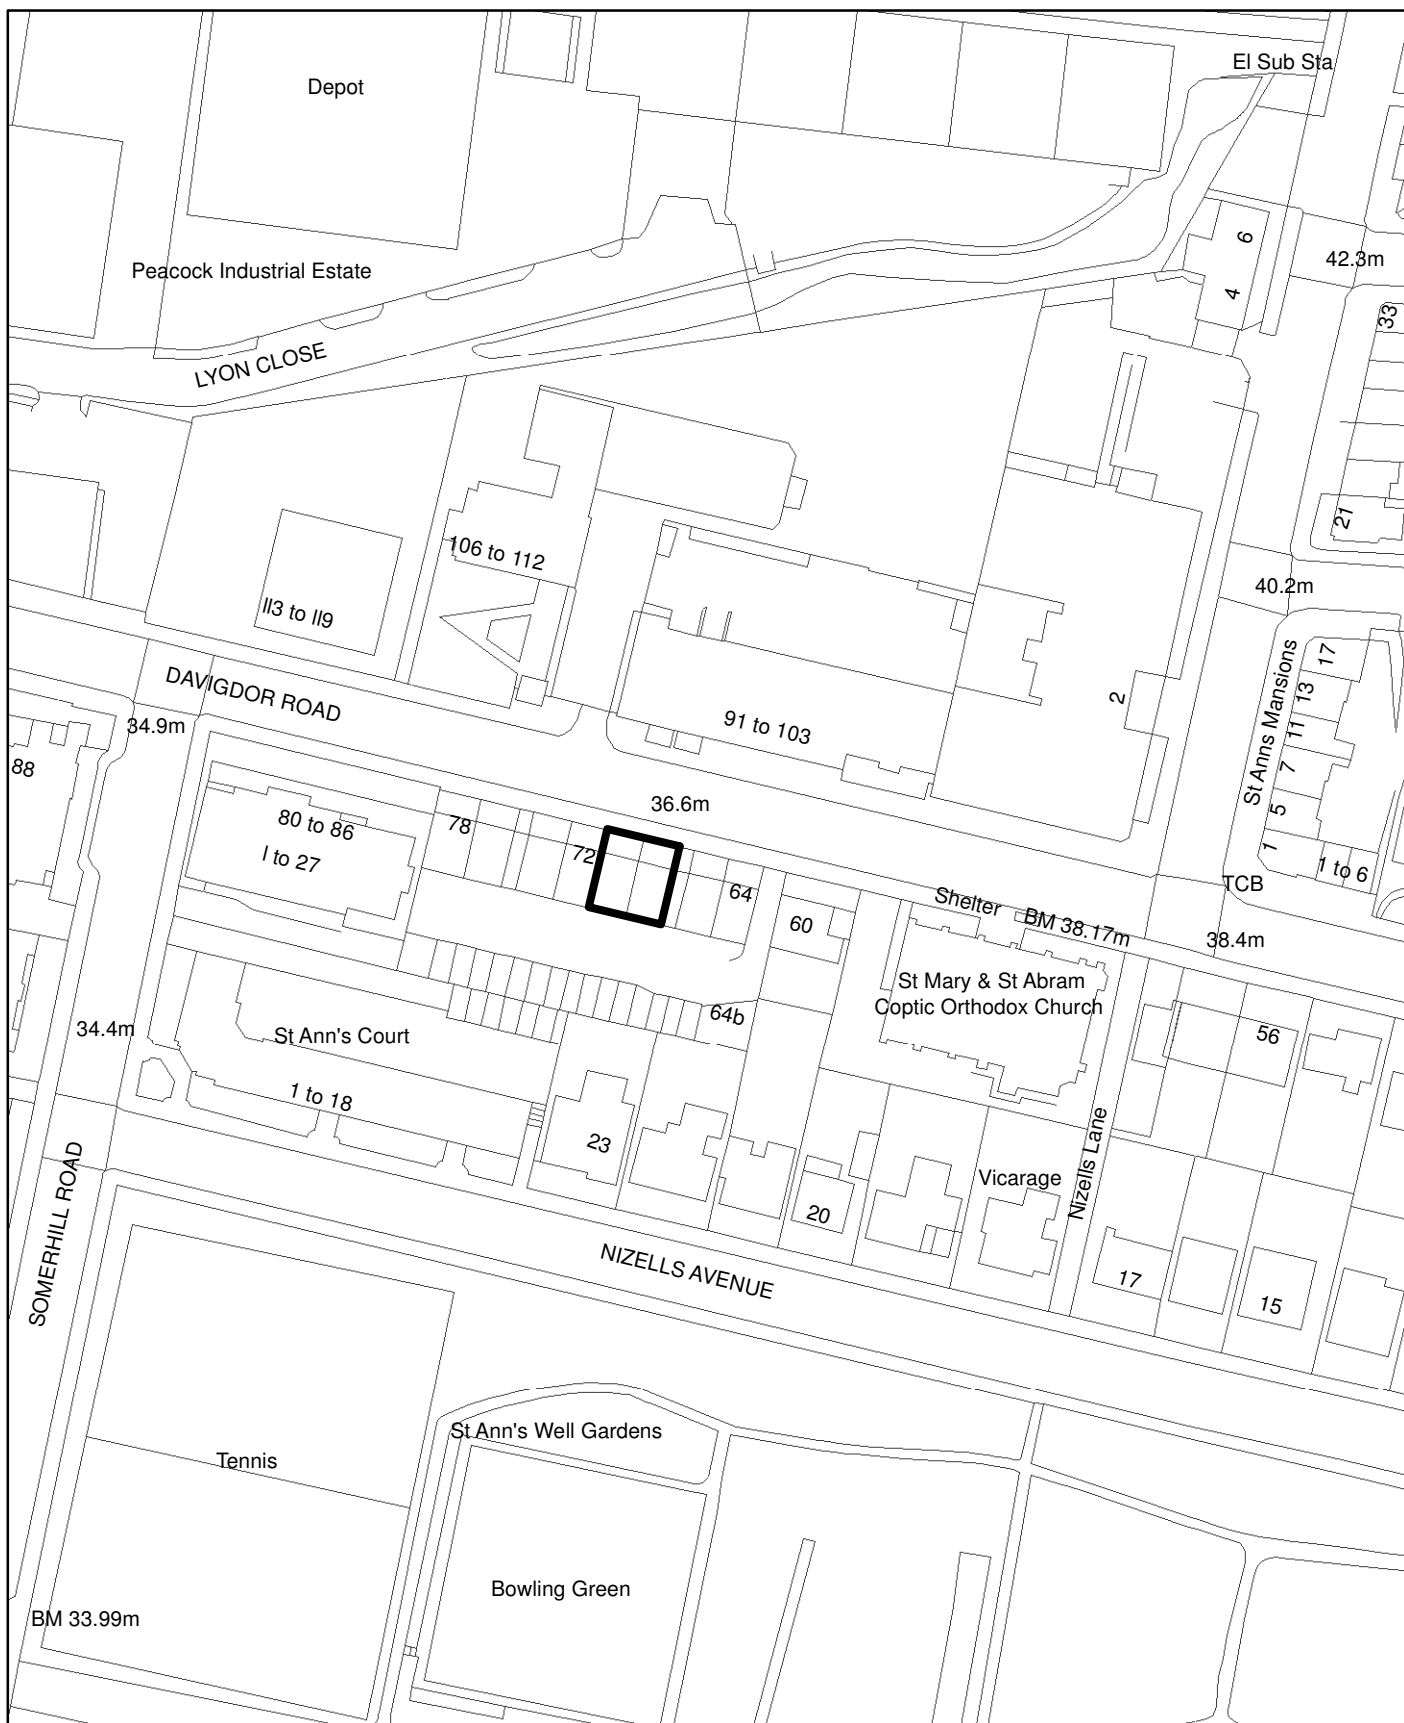 El Sub Sta
Depot
6
42.3m
Peacock Industrial Estate
4
33
LYON CLOSE
21
106 to 112
40.2m
II3 to II9
17
DAVIGDOR ROAD
13
2
34.9m
91 to 103
11
St Anns Mansions
88
7
36.6m
5
80 to 86
78
1
I to 27
72
1 to 6
64
TCB
Shelter
60
BM 38.17m
38.4m
St Mary & St Abram
Coptic Orthodox Church
64b
34.4m
St Ann's Court
56
1 to 18
23
Nizells Lane
Vicarage
SOMERHILL ROAD
20
NIZELLS AVENUE
17
15
St Ann's Well Gardens
Tennis
Bowling Green
BM 33.99m